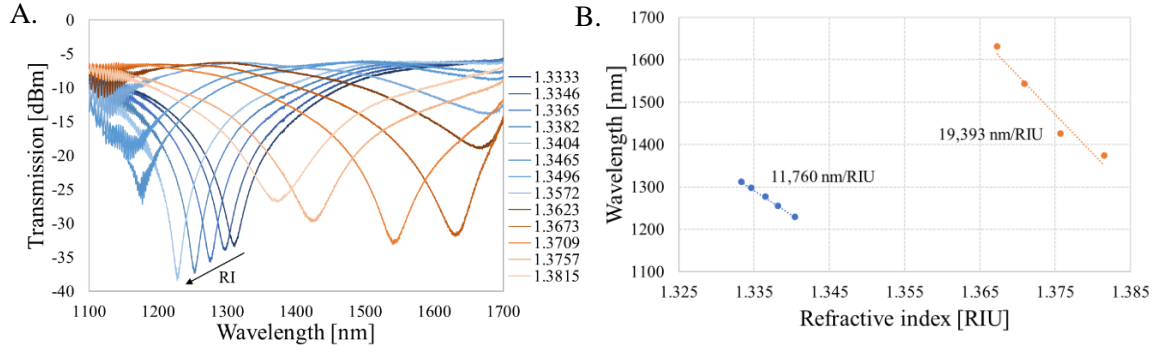 A.
0
-5
-10
-15
-20
-25
-30
-35
-40
Transmission [dBm]
1100 1200 1300 1400 1500 1600 1700
Wavelength [nm]
RI
1.3333
1.3346
1.3365
1.3382
1.3404
1.3465
1.3496
1.3572
1.3623
1.3673
1.3709
1.3757
1.3815
B.
1700
1600
1500
1400
1300
1200
1100
Wavelength [nm]
19,393 nm/RIU
11,760 nm/RIU
1.325 1.335 1.345 1.355 1.365 1.375 1.385
Refractive index [RIU]